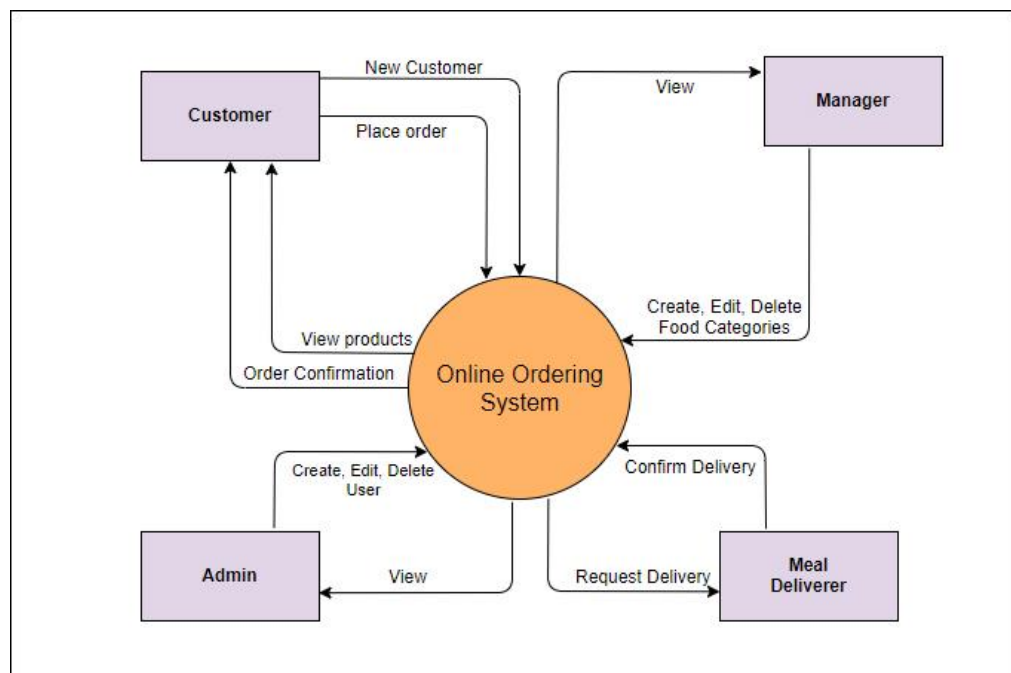 New Customer
Customer
Place order
View
Manager
Create, Edit, Delete
Food Categories
View products
Order Confirmation
Online Ordering
System
Create, Edit, Delete
User
Confirm Delivery
Admin
View
Request Delivery
Meal
Deliverer